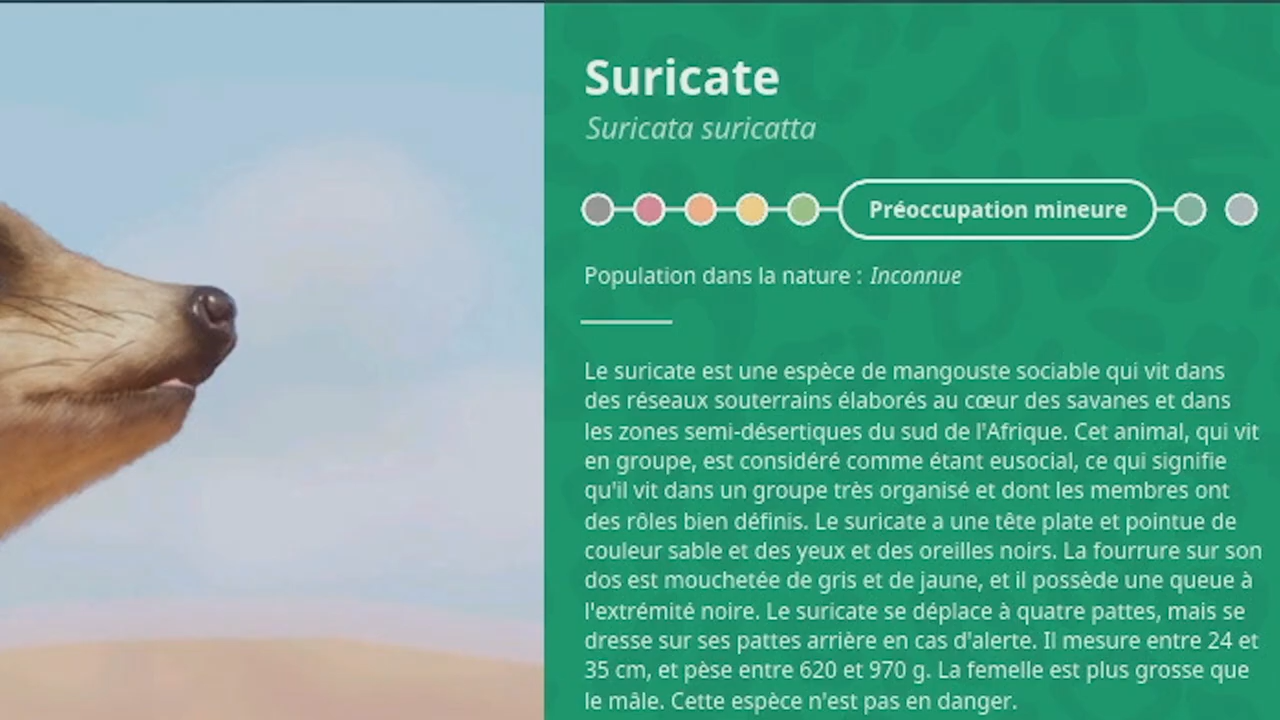 Suricate
Suricata suricatta
Préoccupation mineure
Population dans la nature : Inconnue
Le suricate est une espèce de mangouste sociable qui vit dans
des réseaux souterrains élaborés au cœur des savanes et dans
les zones semi-désertiques du sud de l'Afrique. Cet animal, qui vit
en groupe, est considéré comme étant eusocial, ce qui signifie
qu'il vit dans un groupe très organisé et dont les membres ont
des rôles bien définis. Le suricate a une tête plate et pointue de
couleur sable et des yeux et des oreilles noirs. La fourrure sur son
dos est mouchetée de gris et de jaune, et il possède une queue à
l'extrémité noire. Le suricate se déplace à quatre pattes, mais se
dresse sur ses pattes arrière en cas d'alerte. Il mesure entre 24 et
35 cm, et pèse entre 620 et 970 g. La femelle est plus grosse que
le mâle. Cette espèce n'est pas en danger.